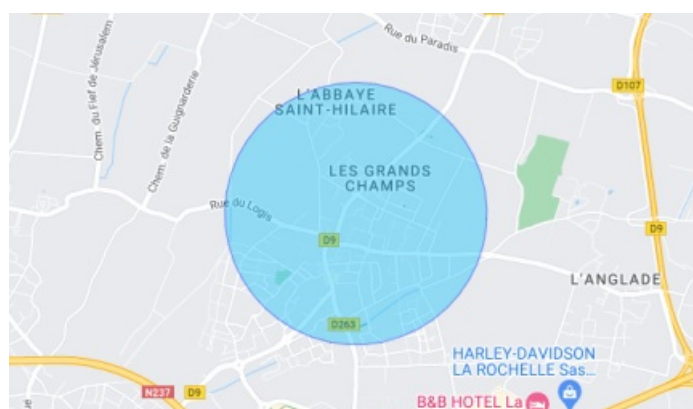 Rue du Paradis
Chem. du Fief de Jérusalem
Chem. de la Guignarderie
D107
L'ABBAYE
SAINT-HILAIRE
LES GRANDS
CHAMPS
Rue du Logis
D9
D9
L'ANGLADE
D263
HARLEY-DAVIDSON
LA ROCHELLE Sas...
N237
D9
B&B HOTEL La